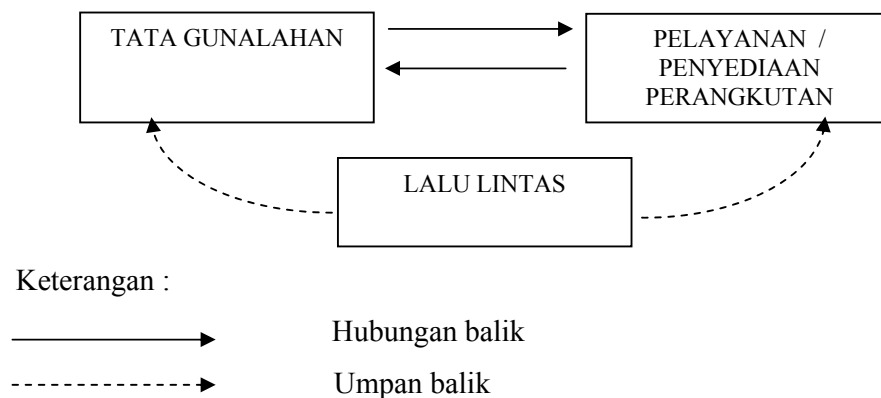 TATA GUNALAHAN
PELAYANAN /
PENYEDIAAN
PERANGKUTAN
LALU LINTAS
Keterangan :
Hubungan balik
Umpan balik